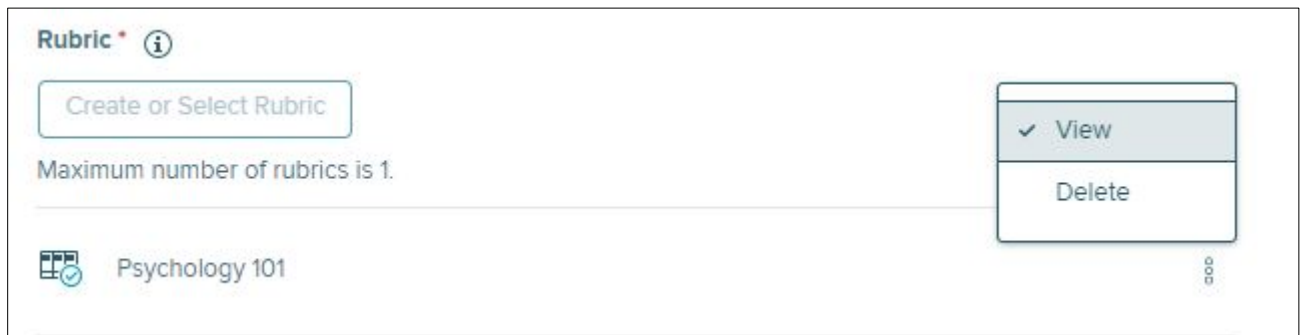 Rubric *
Create or Select Rubric
Maximum number of rubrics is 1.
View
Delete
Psychology 101